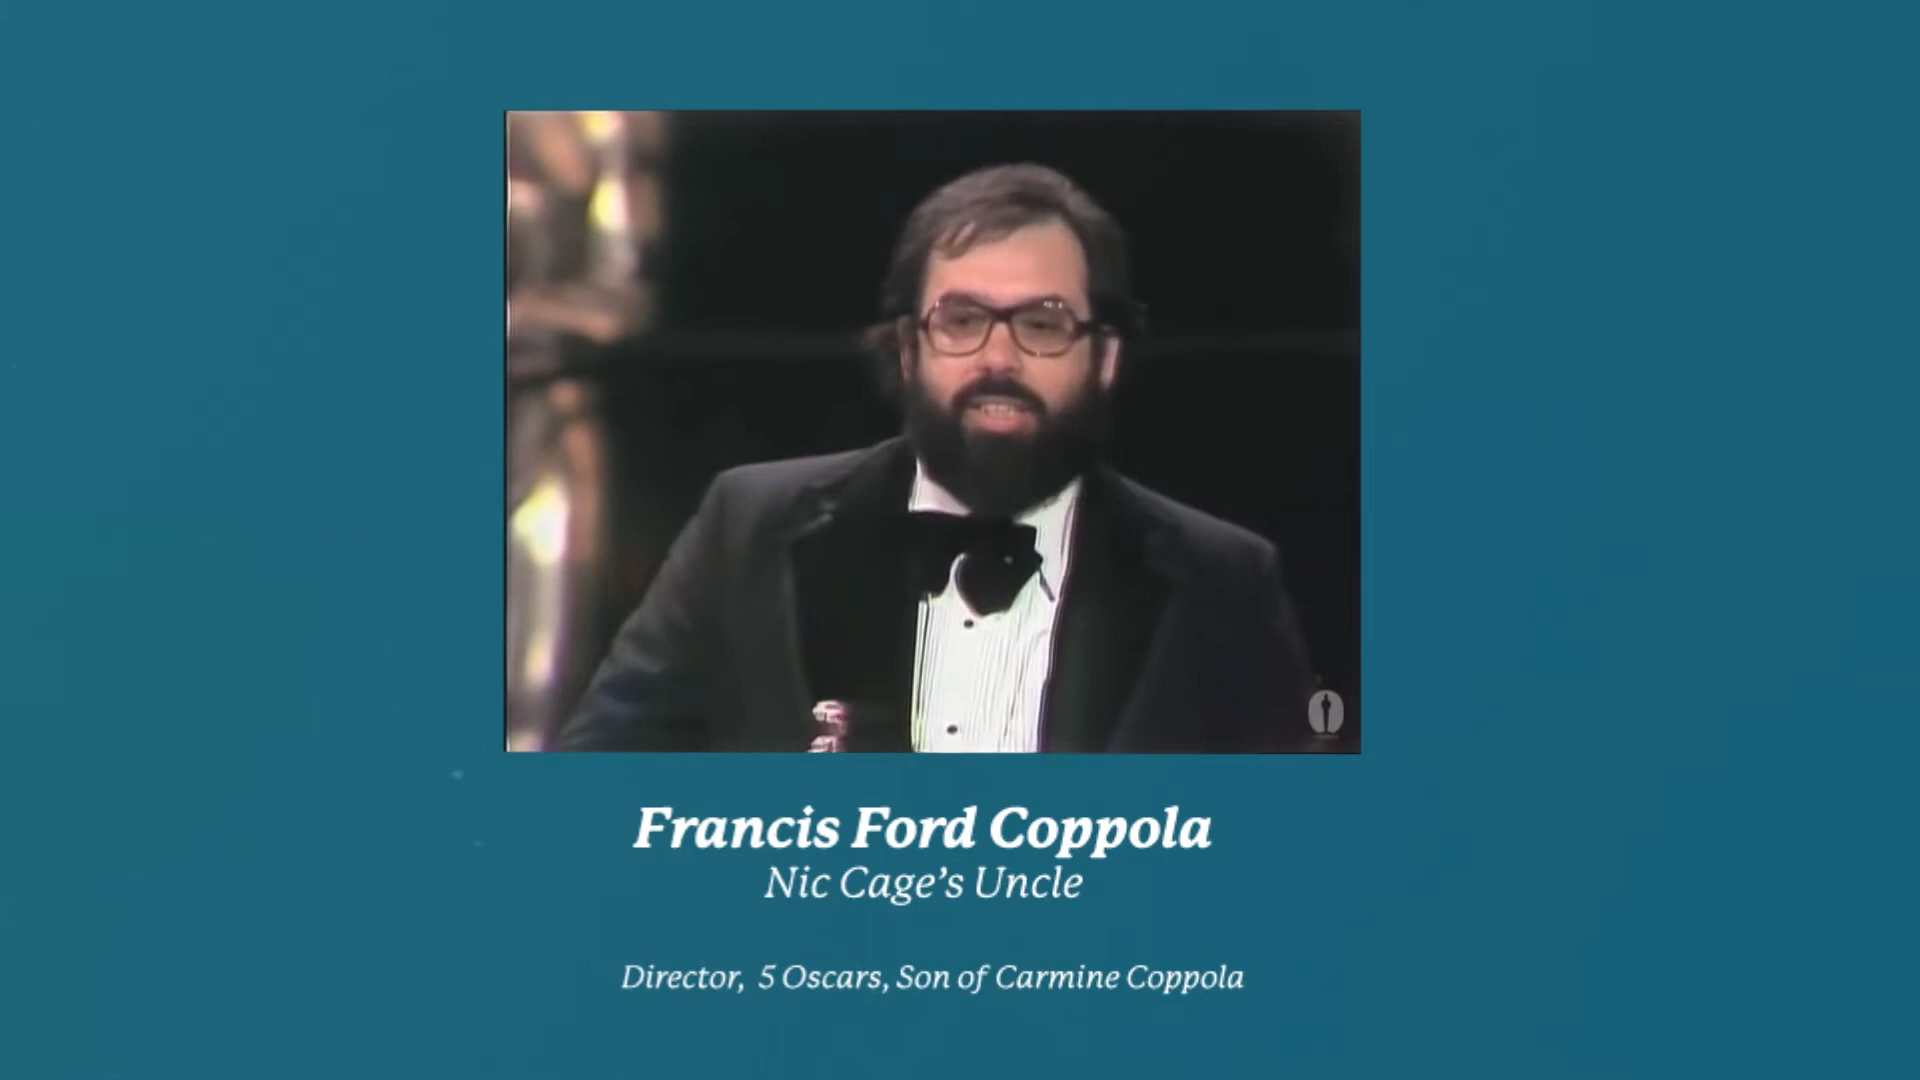 Francis Ford Coppola
Nic Cage's Uncle
Director, 5 Oscars, Son of Carmine Coppola